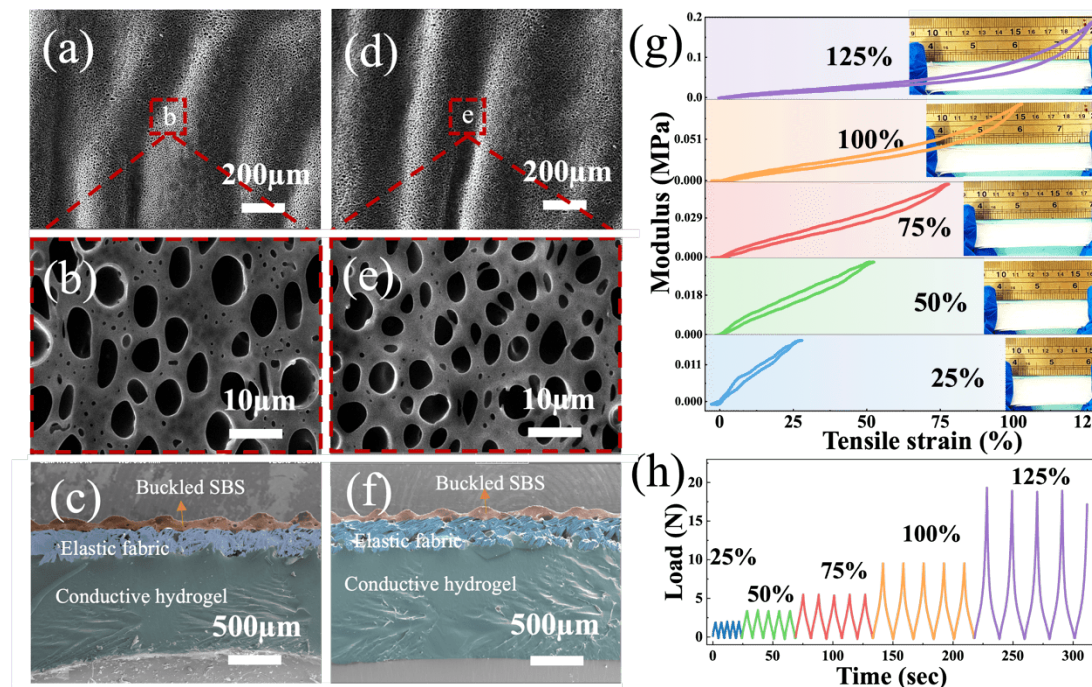 (a)
b
200μm
(d)
e
200μm
(b)
10μm
(e)
10μm
(c)
Buckled SBS
Elastic fabric
Conductive hydrogel
500μm
(f)
Buckled SBS
Elastic fabric
Conductive hydrogel
500μm
(g)
Modulus (MPa)
0.2
0.1
0.0
125%
0.051
0.000
100%
0.029
0.000
75%
0.018
0.000
50%
0.011
0.000
25%
0 25 50 75 100
Tensile strain (%)
(h)
Load (N)
20
15
10
5
0
25%
50%
75%
100%
125%
0 50 100 150 200 250 300
Time (sec)